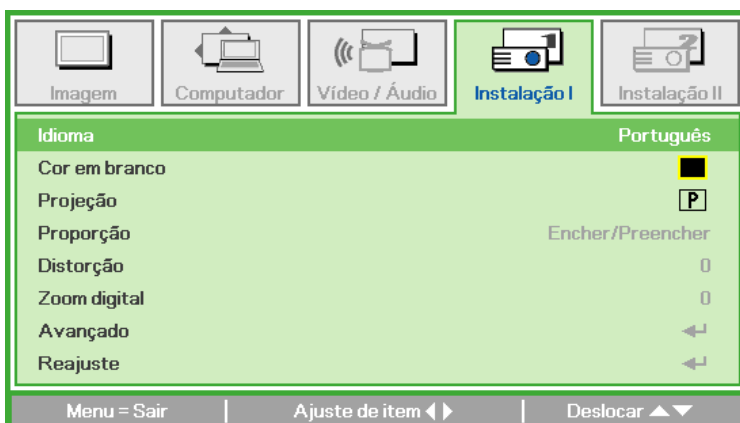 Imagem
Computador
Vídeo / Áudio
Instalação I
Instalação II
Idioma Português
Cor em branco
Projeção P
Proporção Encher/Preencher
Distorção 0
Zoom digital 0
Avançado
Reajuste
Menu = Sair Ajuste de item Deslocar